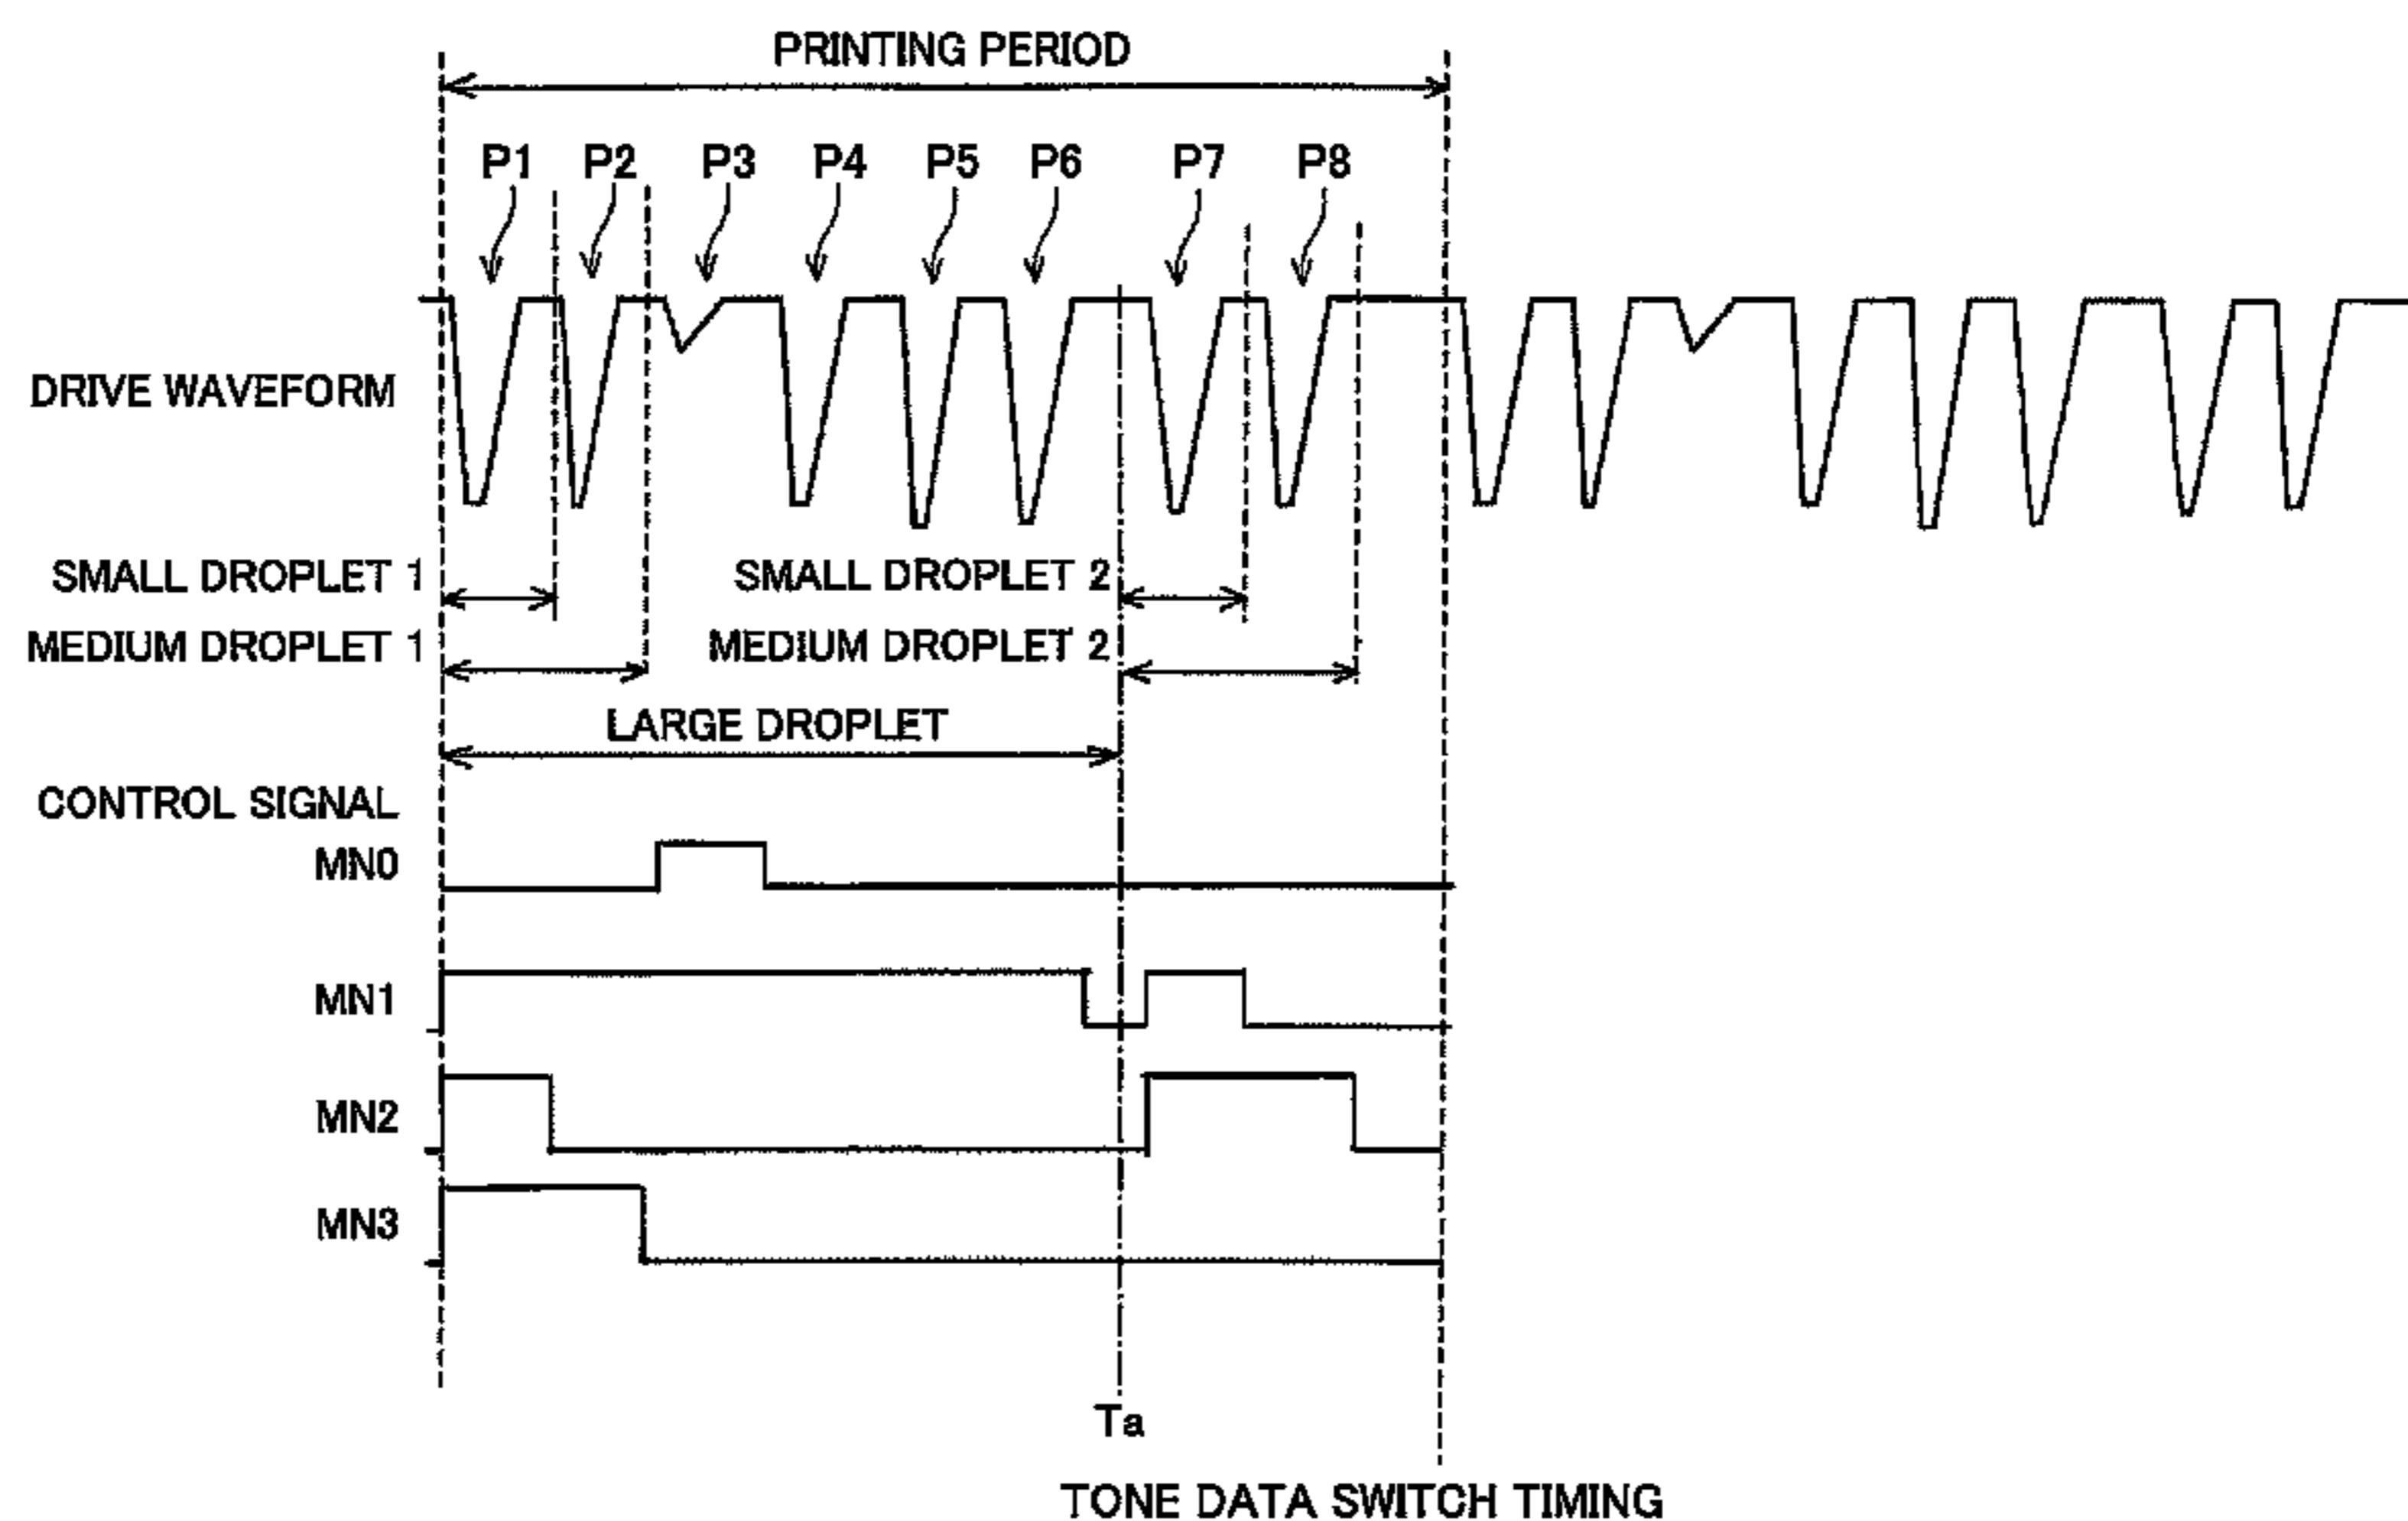 PRINTING PERIOD
P1 P2 P3 P4 P5 P6 P7 P8
DRIVE WAVEFORM
SMALL DROPLET 1 SMALL DROPLET 2
MEDIUM DROPLET 1 MEDIUM DROPLET 2
LARGE DROPLET
CONTROL SIGNAL
MN0
MN1
MN2
MN3
Ta
TONE DATA SWITCH TIMING